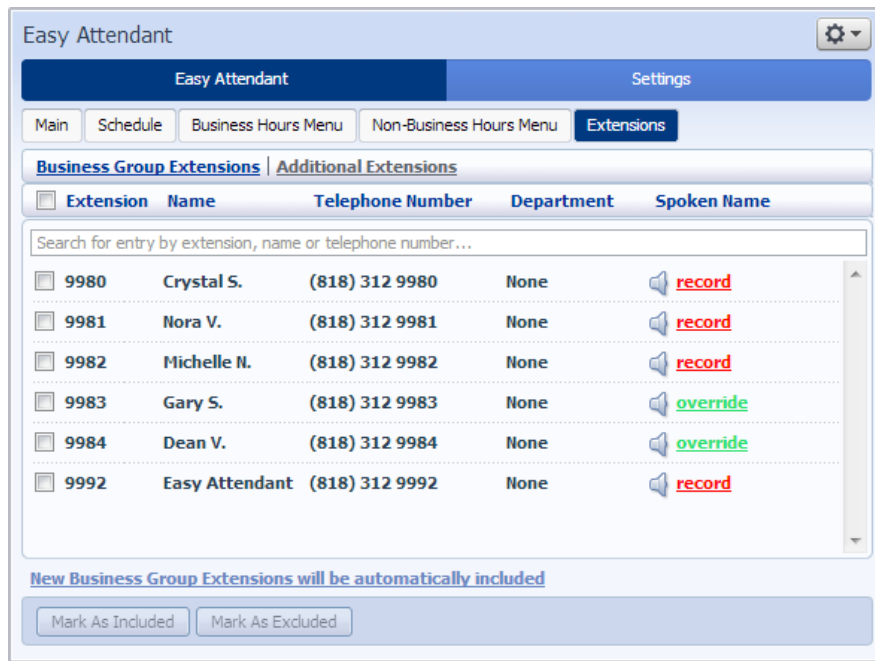 Easy Attendant
Easy Attendant Settings
Main Schedule Business Hours Menu Non-Business Hours Menu Extensions
Business Group Extensions | Additional Extensions
Extension Name Telephone Number Department Spoken Name
Search for entry by extension, name or telephone number...
9980 Crystal S. (818) 312 9980 None record
9981 Nora V. (818) 312 9981 None record
9982 Michelle N. (818) 312 9982 None record
9983 Gary S. (818) 312 9983 None override
9984 Dean V. (818) 312 9984 None override
9992 Easy Attendant (818) 312 9992 None record
New Business Group Extensions will be automatically included
Mark As Included Mark As Excluded